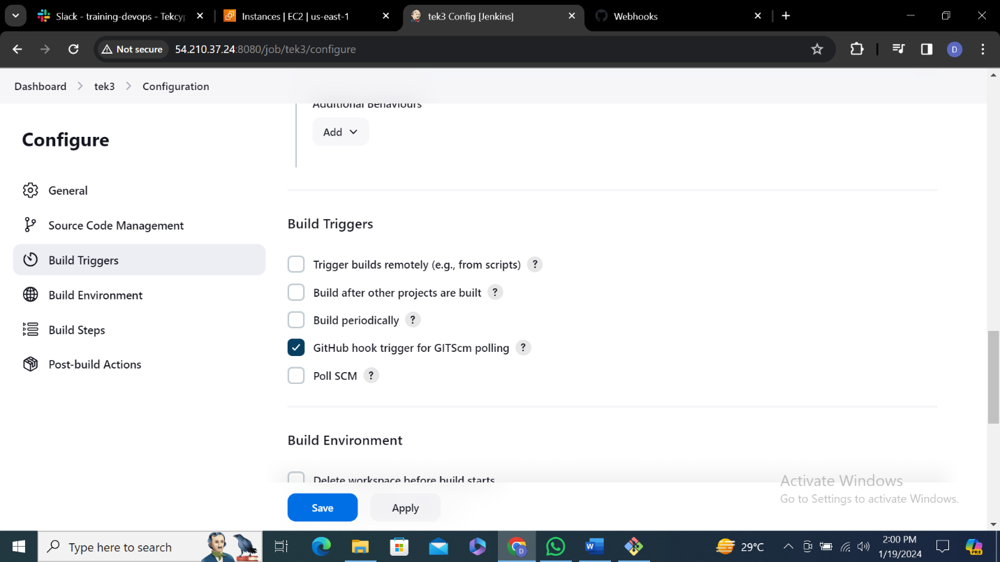 Slack - training-devops - Tekcyp
Instances | EC2 | us-east-1
tek3 Config [Jenkins]
Webhooks
Not secure
54.210.37.24:8080/job/tek3/configure
D
Dashboard
tek3
Configuration
Additional Behaviours
Add
Configure
General
Source Code Management
Build Triggers
Build Environment
Build Steps
Post-build Actions
Build Triggers
Trigger builds remotely (e.g., from scripts) ?
Build after other projects are built ?
Build periodically ?
GitHub hook trigger for GITScm polling ?
Poll SCM ?
Build Environment
Delete workspace before build starts
Save
Apply
Activate Windows
Go to Settings to activate Windows.
Type here to search
D
W
29°C
2:00 PM
1/19/2024
PRE